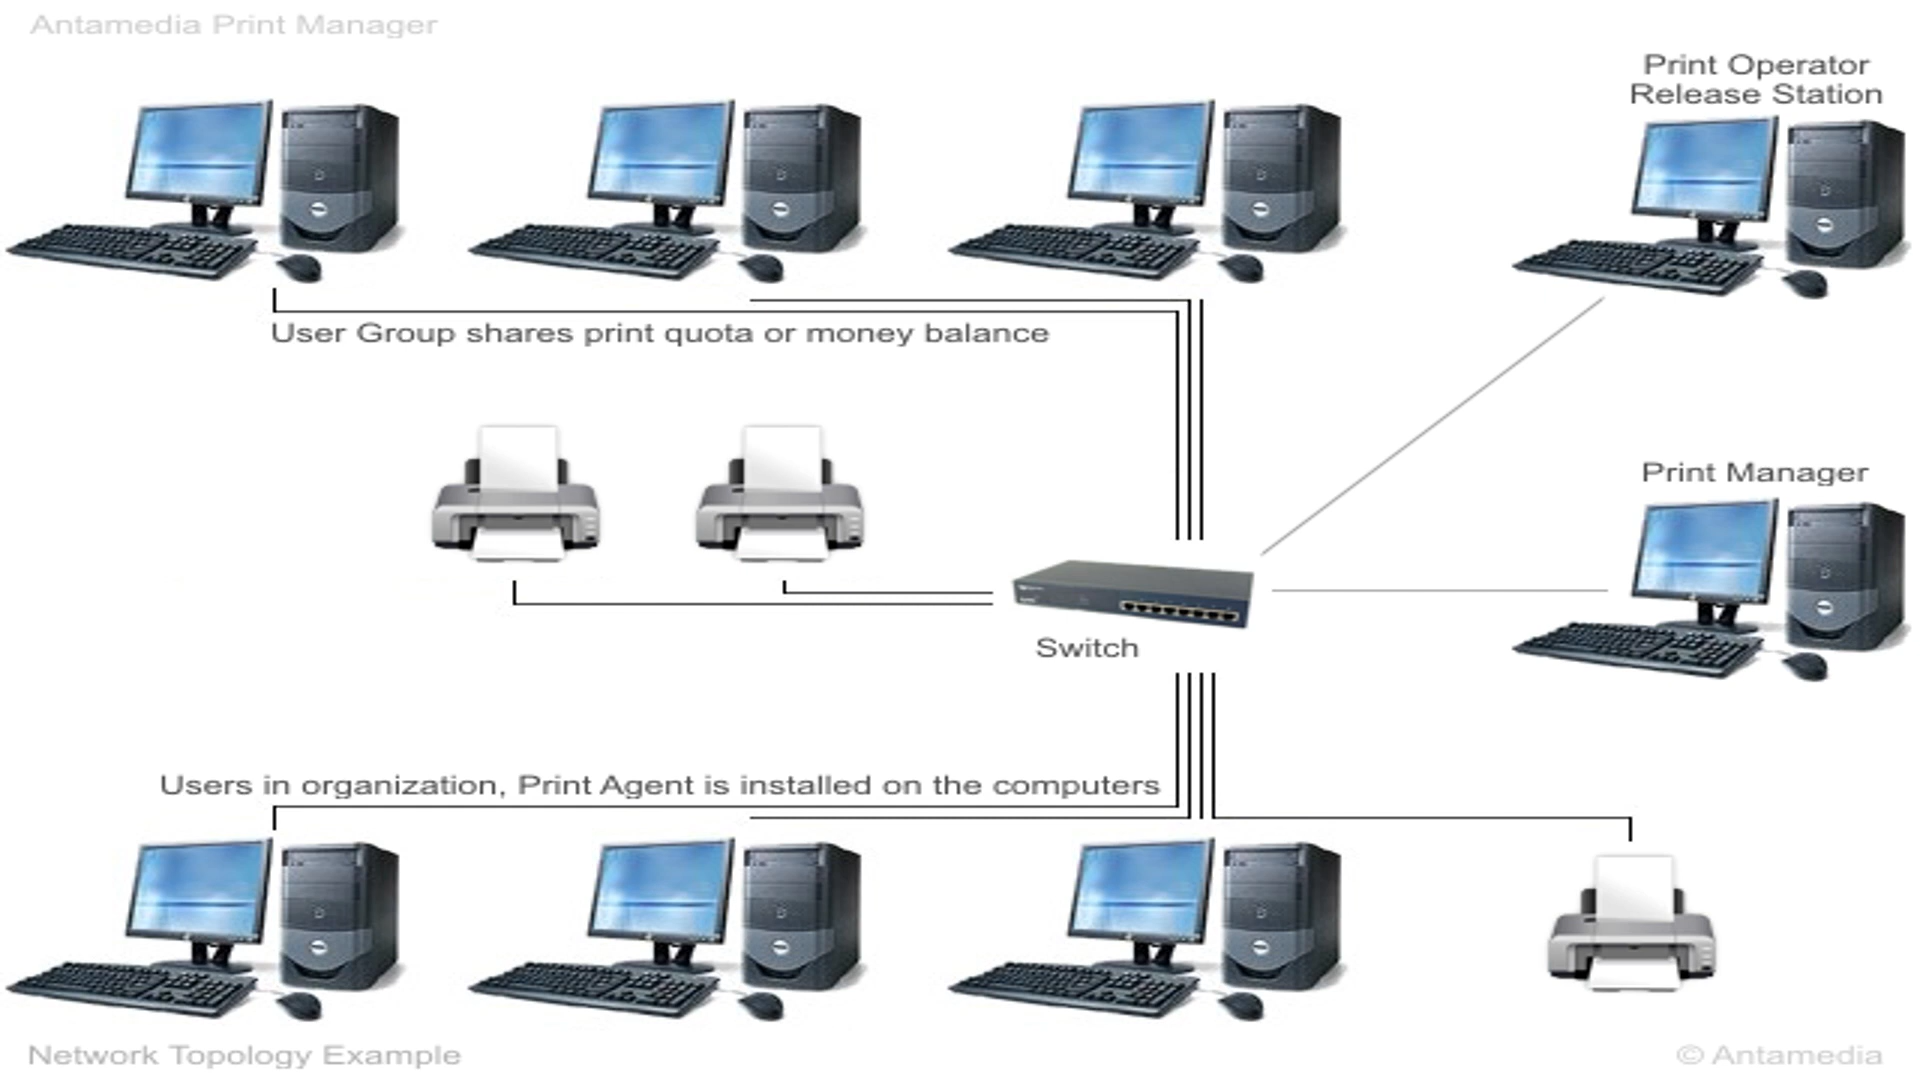 Antamedia Print Manager
Print Operator
Release Station
User Group shares print quota or money balance
Print Manager
Switch
Users in organization, Print Agent is installed on the computers
Network Topology Example
© Antamedia